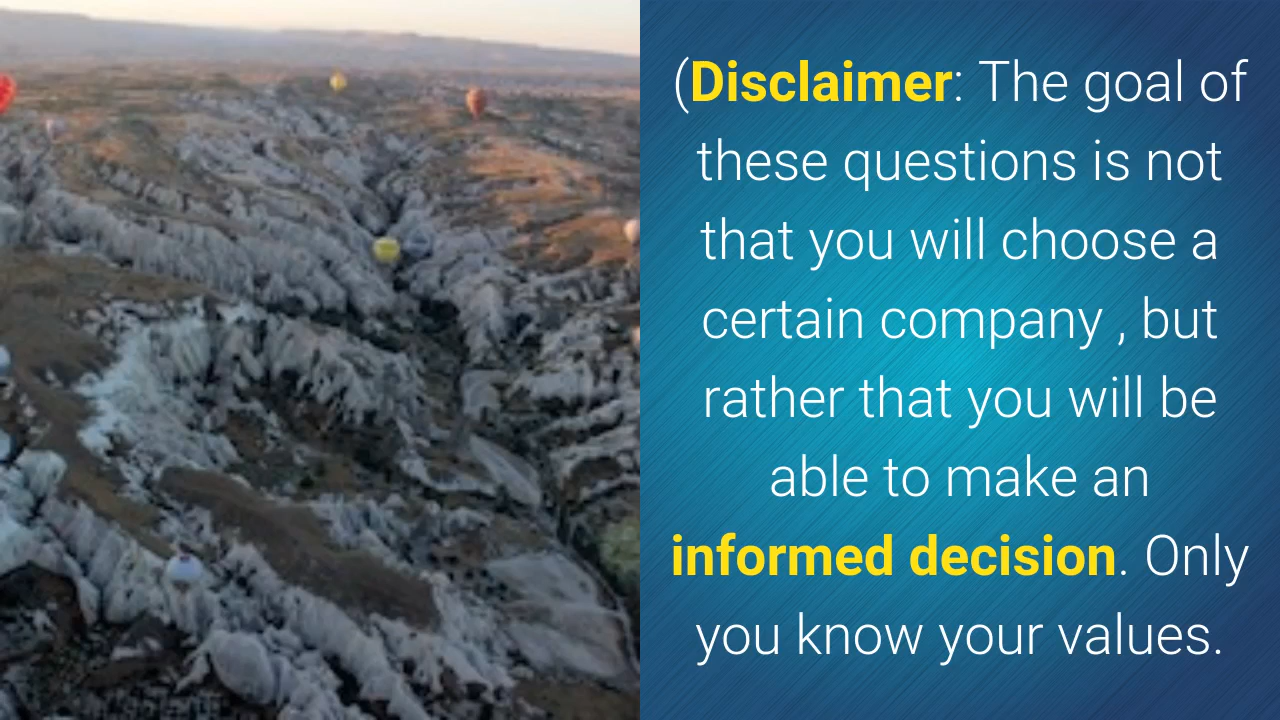 (Disclaimer: The goal of
these questions is not
that you will choose a
certain company , but
rather that you will be
able to make an
informed decision. Only
you know your values.